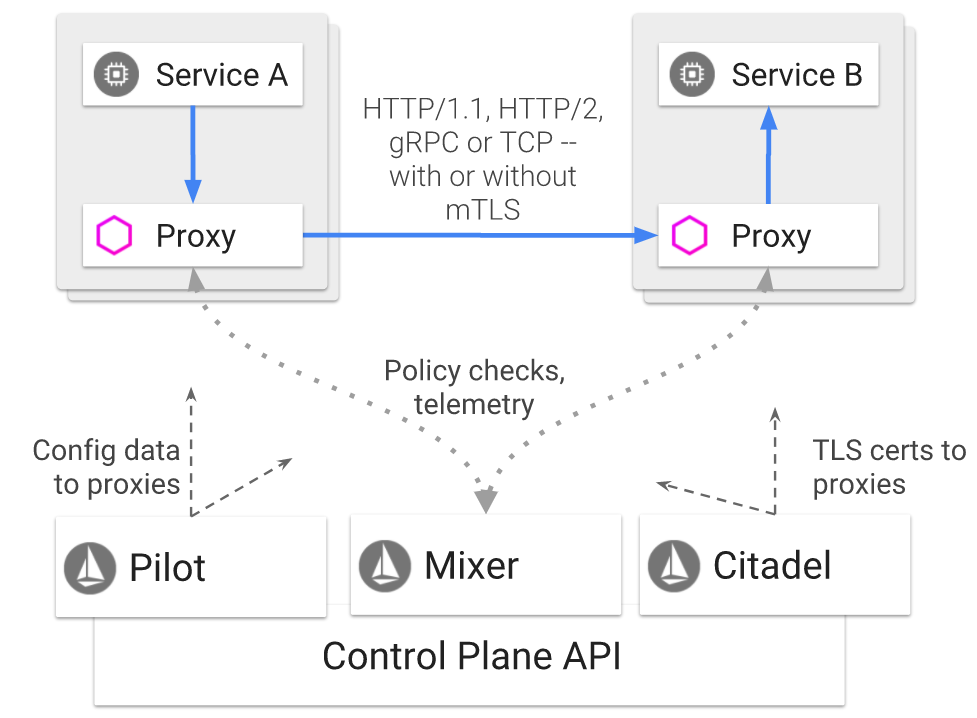 Service A
Service B
HTTP/1.1, HTTP/2,
gRPC or TCP --
with or without
mTLS
Proxy
Proxy
Policy checks,
telemetry
Config data
to proxies
TLS certs to
proxies
Pilot
Mixer
Citadel
Control Plane API